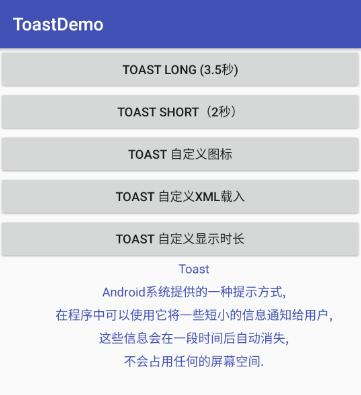 ToastDemo
TOAST LONG (3.5秒)
TOAST SHORT（2秒）
TOAST 自定义图标
TOAST 自定义XML载入
TOAST 自定义显示时长
Toast
Android系统提供的一种提示方式,
在程序中可以使用它将一些短小的信息通知给用户,
这些信息会在一段时间后自动消失,
不会占用任何的屏幕空间.